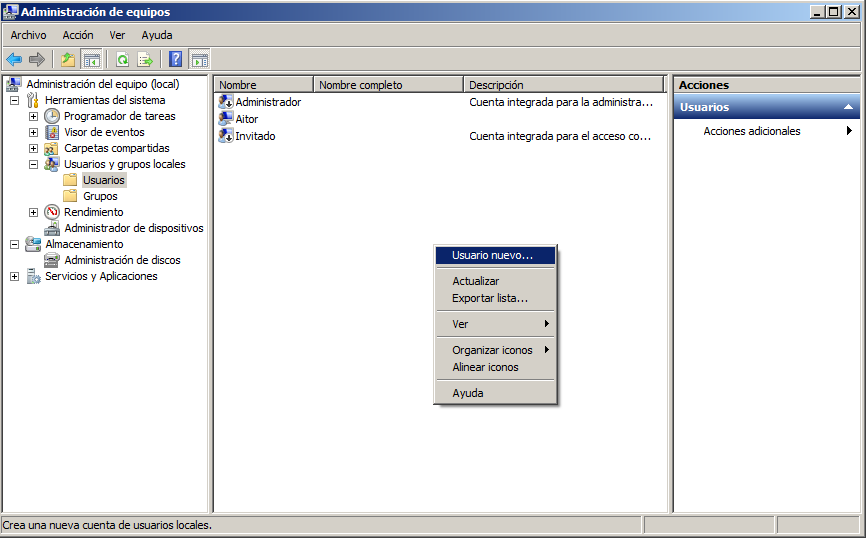 Administración de equipos
Archivo Acción Ver Ayuda
Administración del equipo (local)
Herramientas del sistema
Programador de tareas
Visor de eventos
Carpetas compartidas
Usuarios y grupos locales
Usuarios
Grupos
Rendimiento
Administrador de dispositivos
Almacenamiento
Administración de discos
Servicios y Aplicaciones
Nombre Nombre completo Descripción
Administrador Cuenta integrada para la administra...
Aitor
Invitado Cuenta integrada para el acceso co...
Usuario nuevo...
Actualizar
Exportar lista...
Ver
Organizar iconos
Alinear iconos
Ayuda
Acciones
Usuarios
Acciones adicionales
Crea una nueva cuenta de usuarios locales.